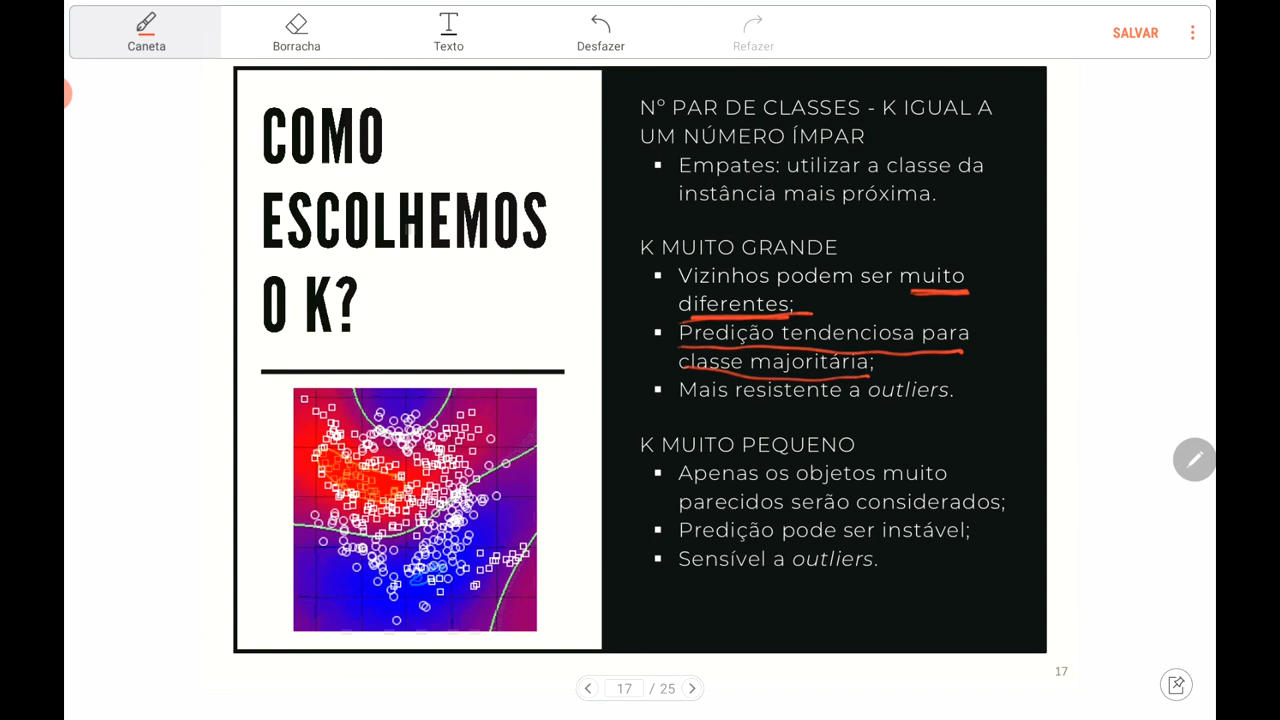 Caneta
Borracha
Texto
Desfazer
Refazer
SALVAR
COMO
ESCOLHEMOS
O K?
Nº PAR DE CLASSES - K IGUAL A
UM NÚMERO ÍMPAR
▪ Empates: utilizar a classe da
instância mais próxima.
K MUITO GRANDE
▪ Vizinhos podem ser muito
diferentes;
▪ Predição tendenciosa para
classe majoritária;
▪ Mais resistente a outliers.
K MUITO PEQUENO
▪ Apenas os objetos muito
parecidos serão considerados;
▪ Predição pode ser instável;
▪ Sensível a outliers.
17
17 / 25